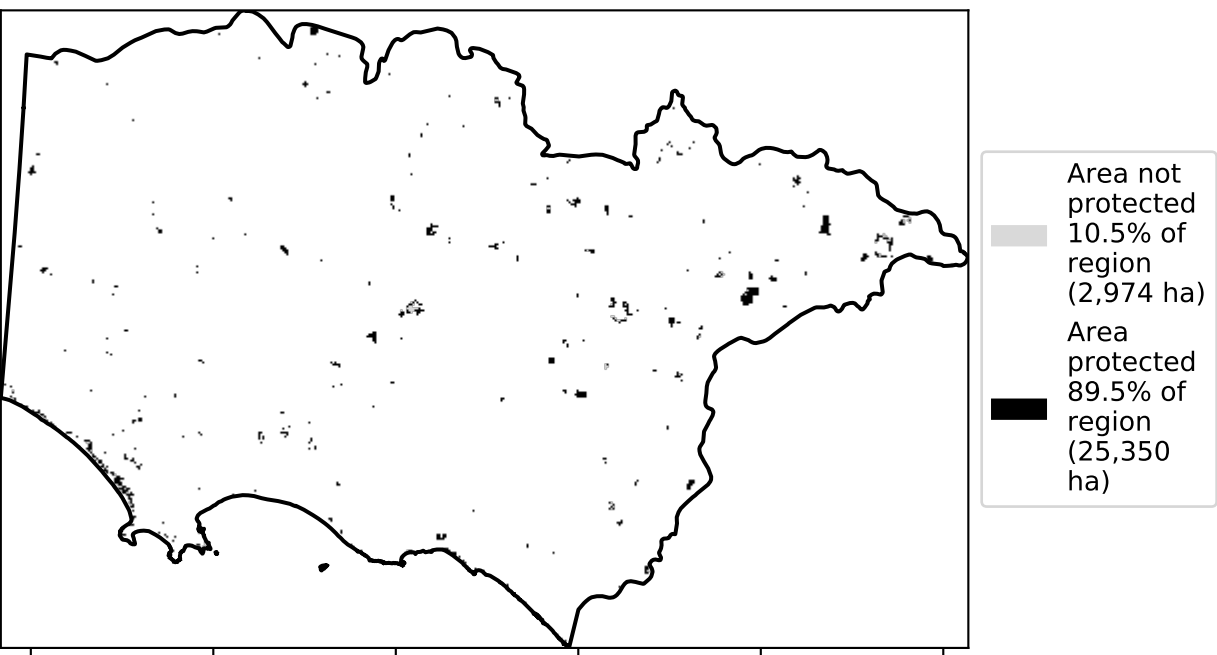 Area not
protected
10.5% of
region
(2,974 ha)
Area
protected
89.5% of
region
(25,350
ha)